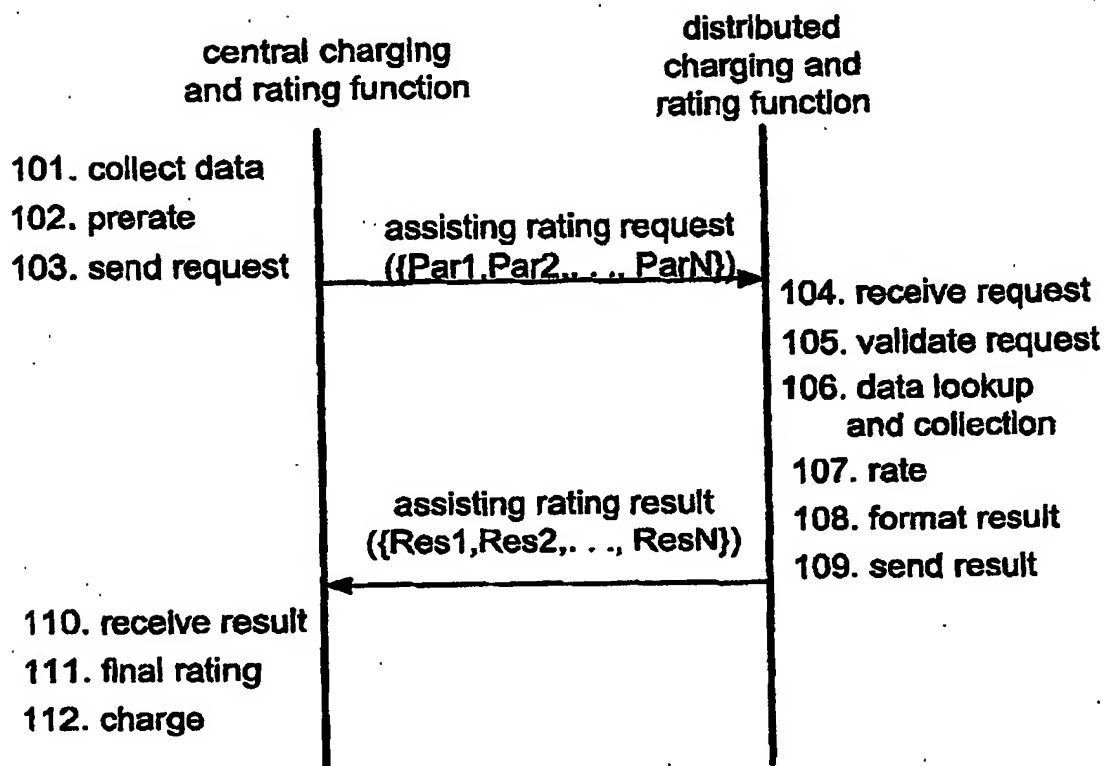 central charging
and rating function
distributed
charging and
rating function
101. collect data
102. prerate
103. send request
assisting rating request
({Par1,Par2,. . ., ParN})
104. receive request
105. validate request
106. data lookup
and collection
107. rate
108. format result
109. send result
assisting rating result
({Res1,Res2,. . ., ResN})
110. receive result
111. final rating
112. charge